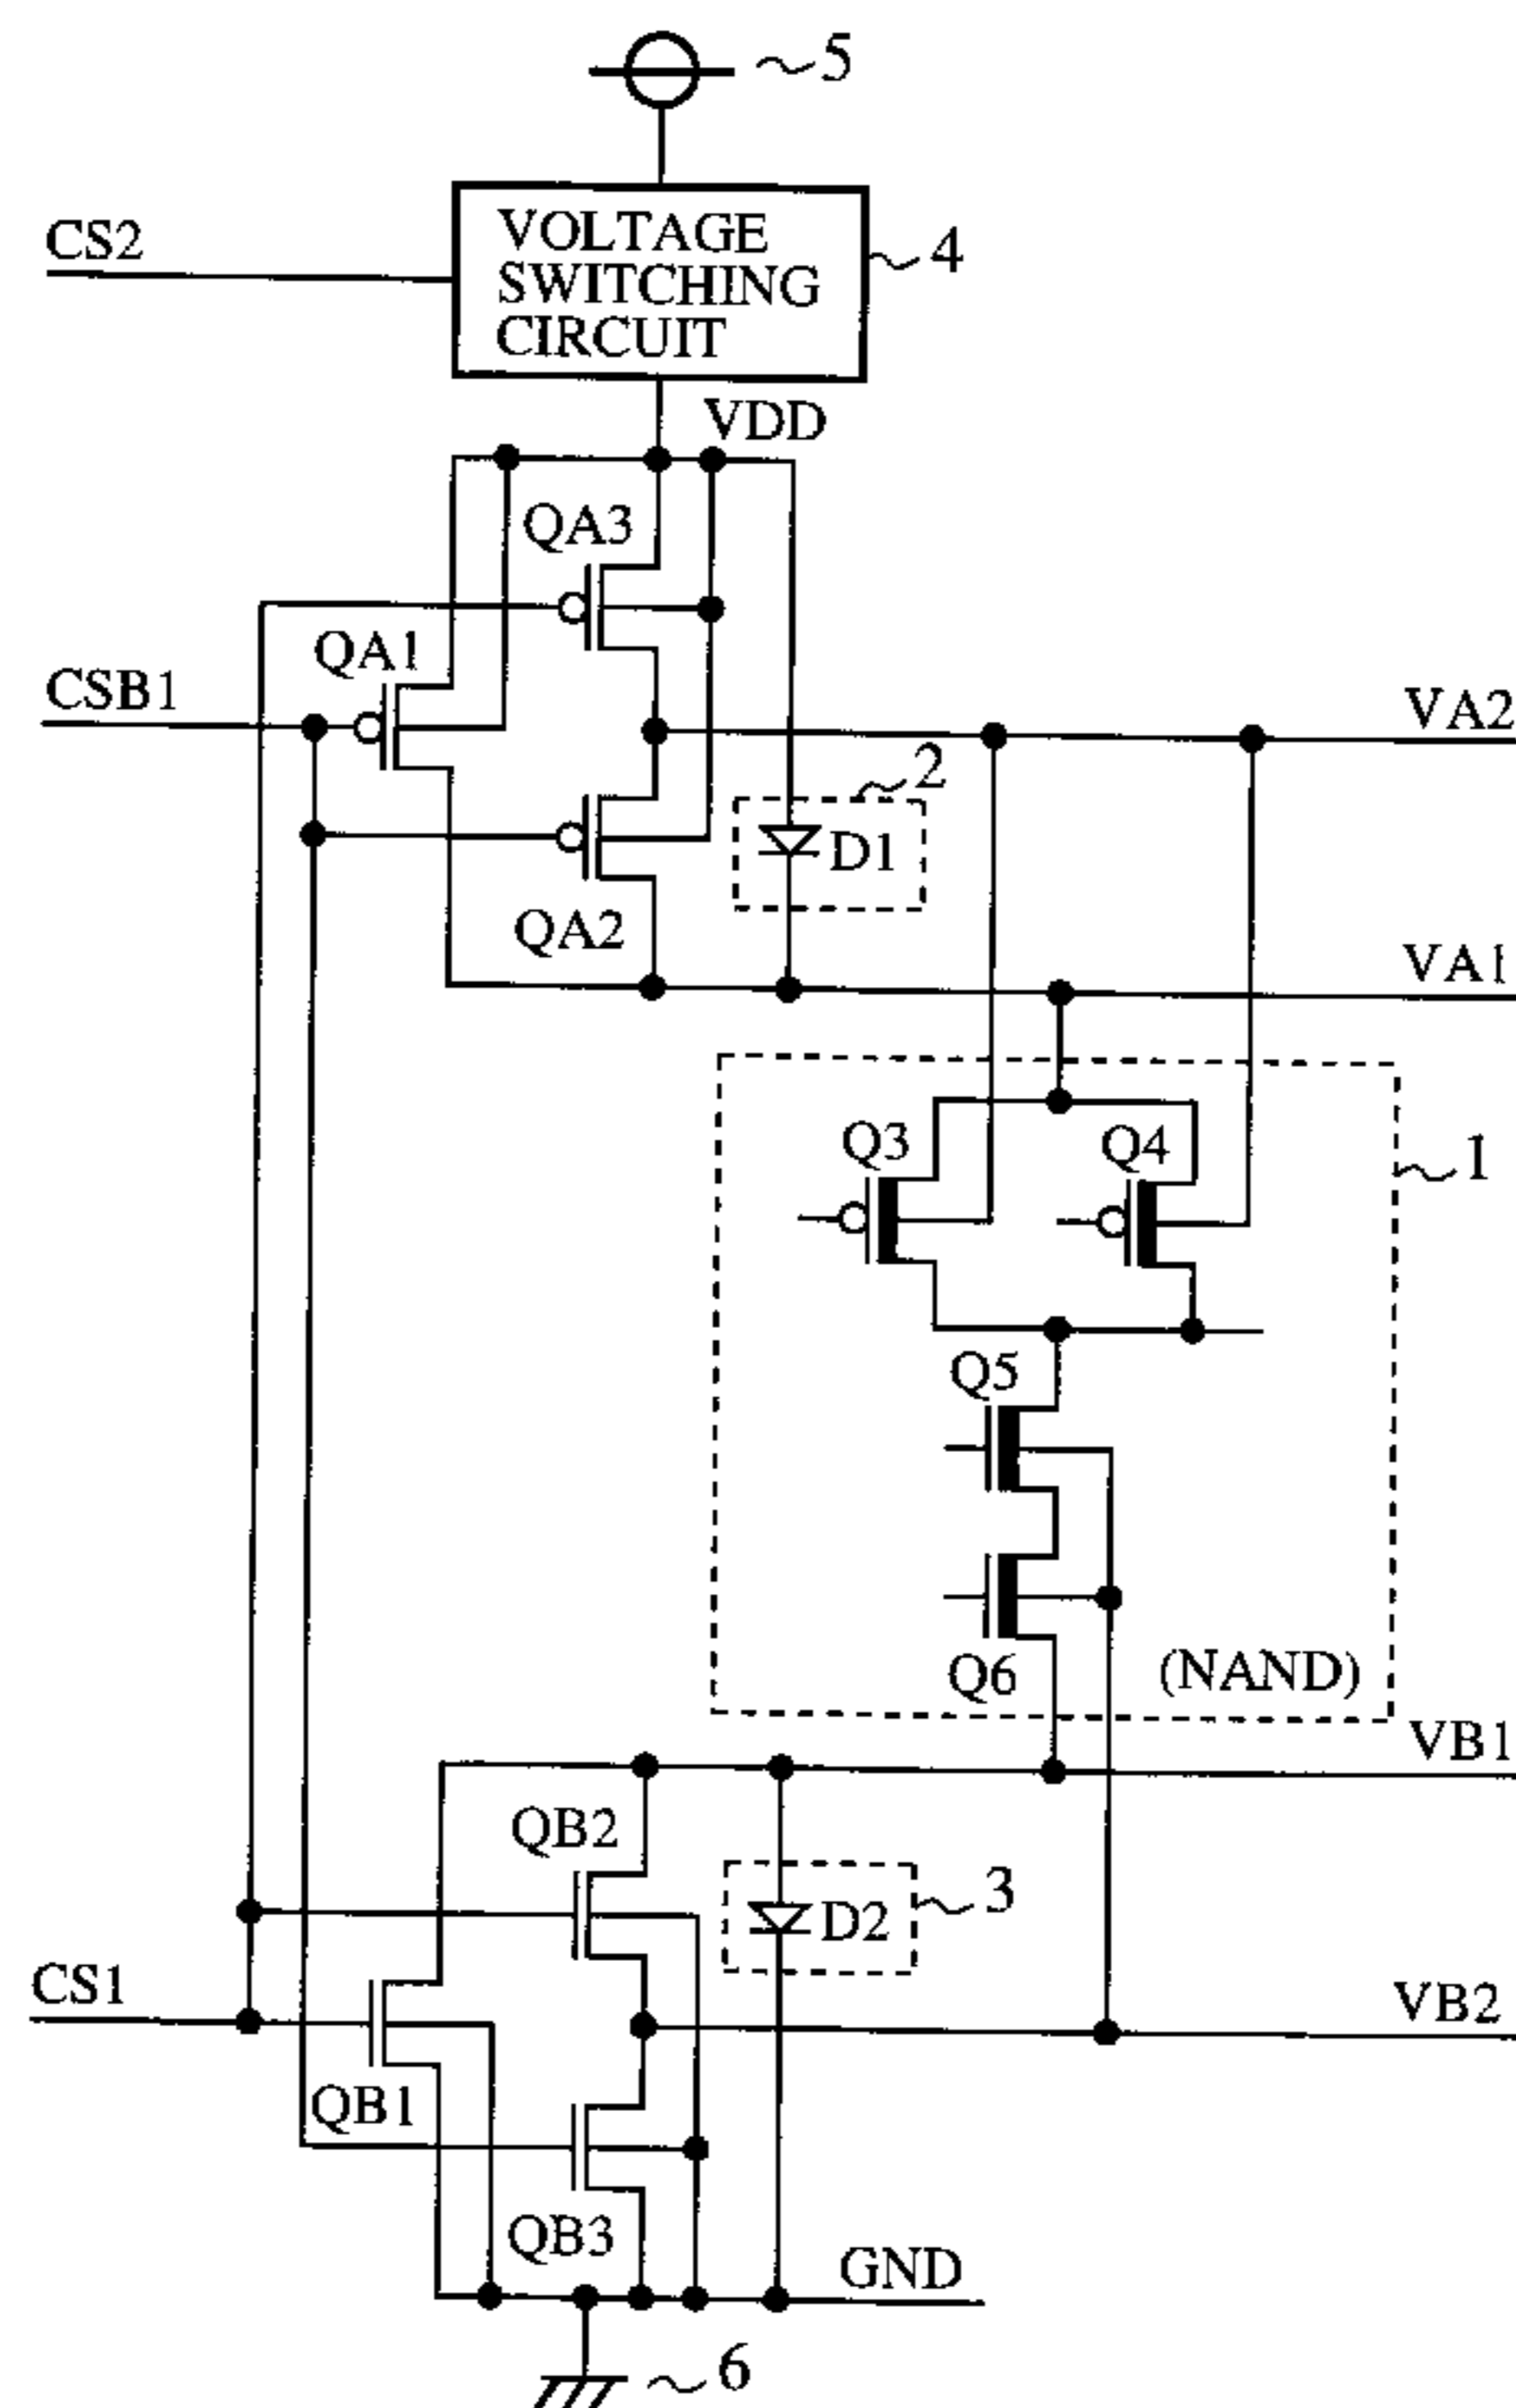 5
CS2
VOLTAGE
SWITCHING
CIRCUIT
4
VDD
QA3
QA1
CSB1
VA2
2
D1
QA2
VA1
Q3
Q4
1
Q5
Q6
(NAND)
VB1
QB2
3
D2
CS1
VB2
QB1
QB3
GND
6